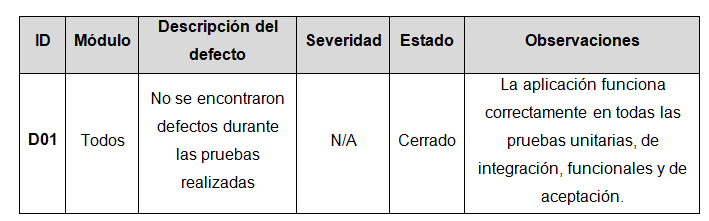 ID
Módulo
Descripción del
defecto
Severidad
Estado
Observaciones
D01
Todos
No se encontraron
defectos durante
las pruebas
realizadas
N/A
Cerrado
La aplicación funciona
correctamente en todas las
pruebas unitarias, de
integración, funcionales y de
aceptación.